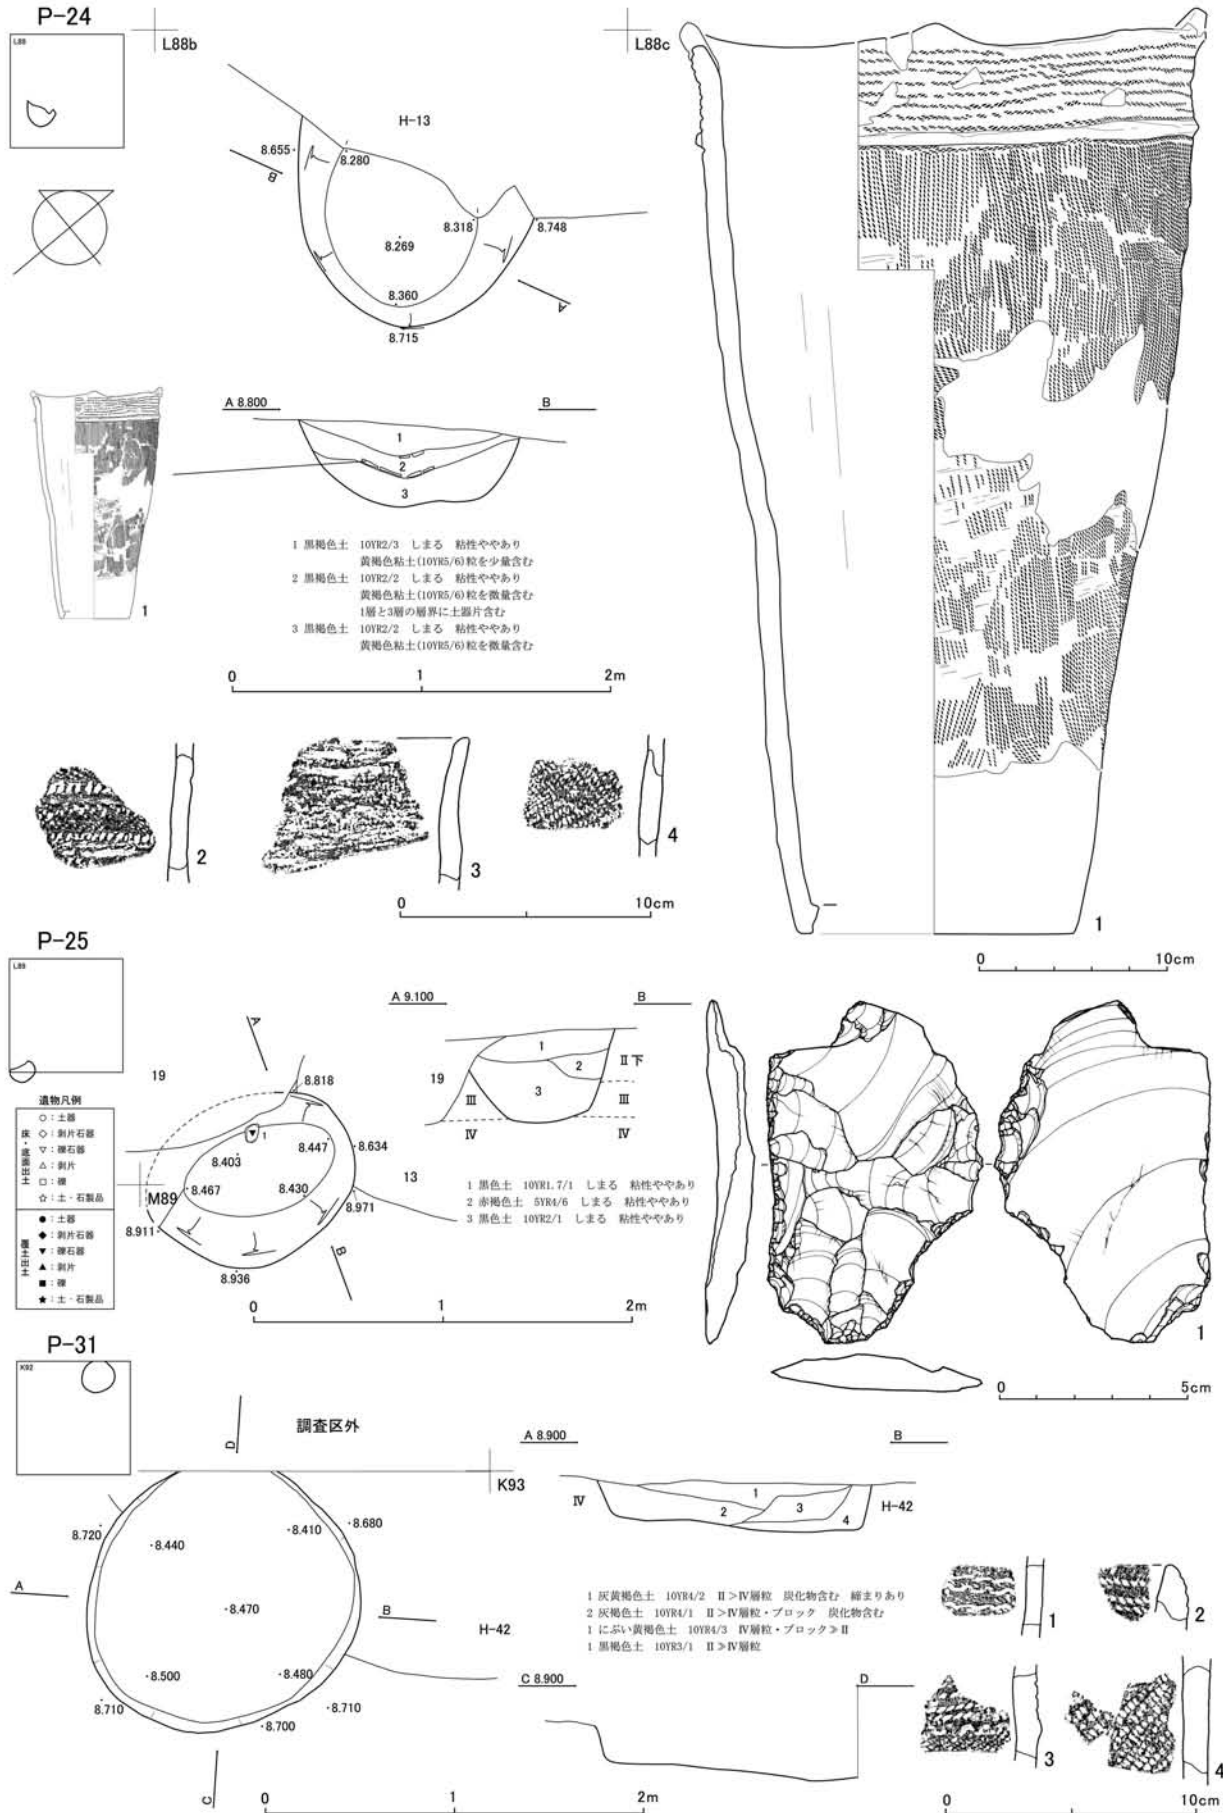 P-24
L88
L88b
L88c
H-13
8.655
8.280
B
8.318
8.748
8.269
8.360
A
8.715
A 8.800
B
1
2
3
1
1 黒褐色土 10YR2/3 しまる 粘性ややあり
黄褐色粘土(10YR5/6)粒を少量含む
2 黒褐色土 10YR2/2 しまる 粘性ややあり
黄褐色粘土(10YR5/6)粒を微量含む
1層と3層の層界に土器片含む
3 黒褐色土 10YR2/2 しまる 粘性ややあり
黄褐色粘土(10YR5/6)粒を微量含む
0 1 2m
2
3
4
0 10cm
1
0 10cm
P-25
L89
A
19
8.818
1
8.447
8.634
8.403
M89
8.467
8.430
13
8.971
8.911
B
8.936
遺物凡例
床・底面出土
○:土器
◇:剥片石器
▽:礫石器
△:剥片
□:礫
☆:土・石製品
覆土出土
●:土器
◆:剥片石器
▼:礫石器
▲:剥片
■:礫
★:土・石製品
A 9.100
B
1
2
3
19
Ⅱ下
Ⅲ
Ⅲ
Ⅳ
Ⅳ
1 黒色土 10YR1.7/1 しまる 粘性ややあり
2 赤褐色土 5YR4/6 しまる 粘性ややあり
3 黒色土 10YR2/1 しまる 粘性ややあり
0 1 2m
1
0 5cm
P-31
K92
D
調査区外
K93
8.720
8.440
8.410
8.680
A
8.470
B
H-42
8.500
8.480
8.710
8.710
8.700
C
0 1 2m
A 8.900
B
Ⅳ
1
2
3
4
H-42
1 灰黄褐色土 10YR4/2 Ⅱ>Ⅳ層粒 炭化物含む 締まりあり
2 灰褐色土 10YR4/1 Ⅱ>Ⅳ層粒・ブロック 炭化物含む
1 にぶい黄褐色土 10YR4/3 Ⅳ層粒・ブロック≫Ⅱ
1 黒褐色土 10YR3/1 Ⅱ≫Ⅳ層粒
C 8.900
D
1
2
3
4
0 10cm